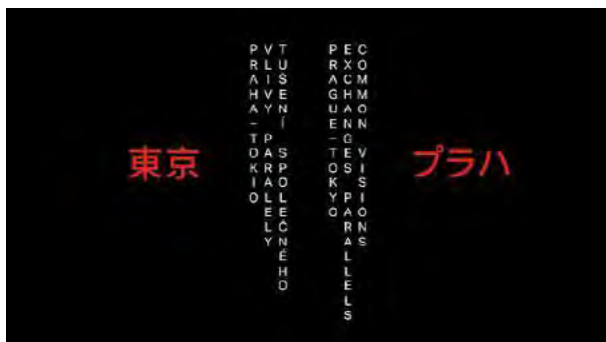 東京
PRAHA–TOKIO
VLIVY PARALELY
TUŠENÍ SPOLEČNÉHO
PRAGUE–TOKYO
EXCHANGES PARALLELS
COMMON VISIONS
プラハ